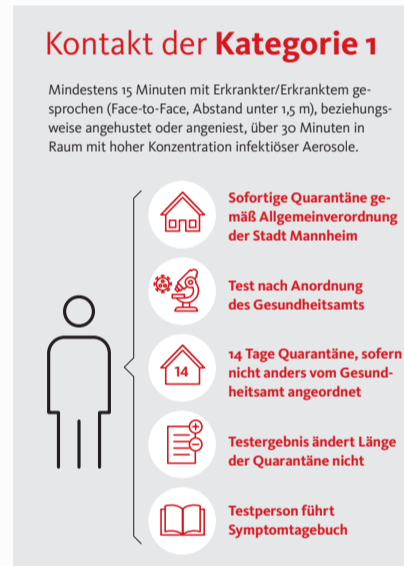 Kontakt der Kategorie 1
Mindestens 15 Minuten mit Erkrankter/Erkranktem ge-
sprochen (Face-to-Face, Abstand unter 1,5 m), beziehungs-
weise angehustet oder angeniest, über 30 Minuten in
Raum mit hoher Konzentration infektiöser Aerosole.
Sofortige Quarantäne ge-
mäß Allgemeinverordnung
der Stadt Mannheim
Test nach Anordnung
des Gesundheitsamts
14
14 Tage Quarantäne, sofern
nicht anders vom Gesund-
heitsamt angeordnet
Testergebnis ändert Länge
der Quarantäne nicht
Testperson führt
Symptomtagebuch